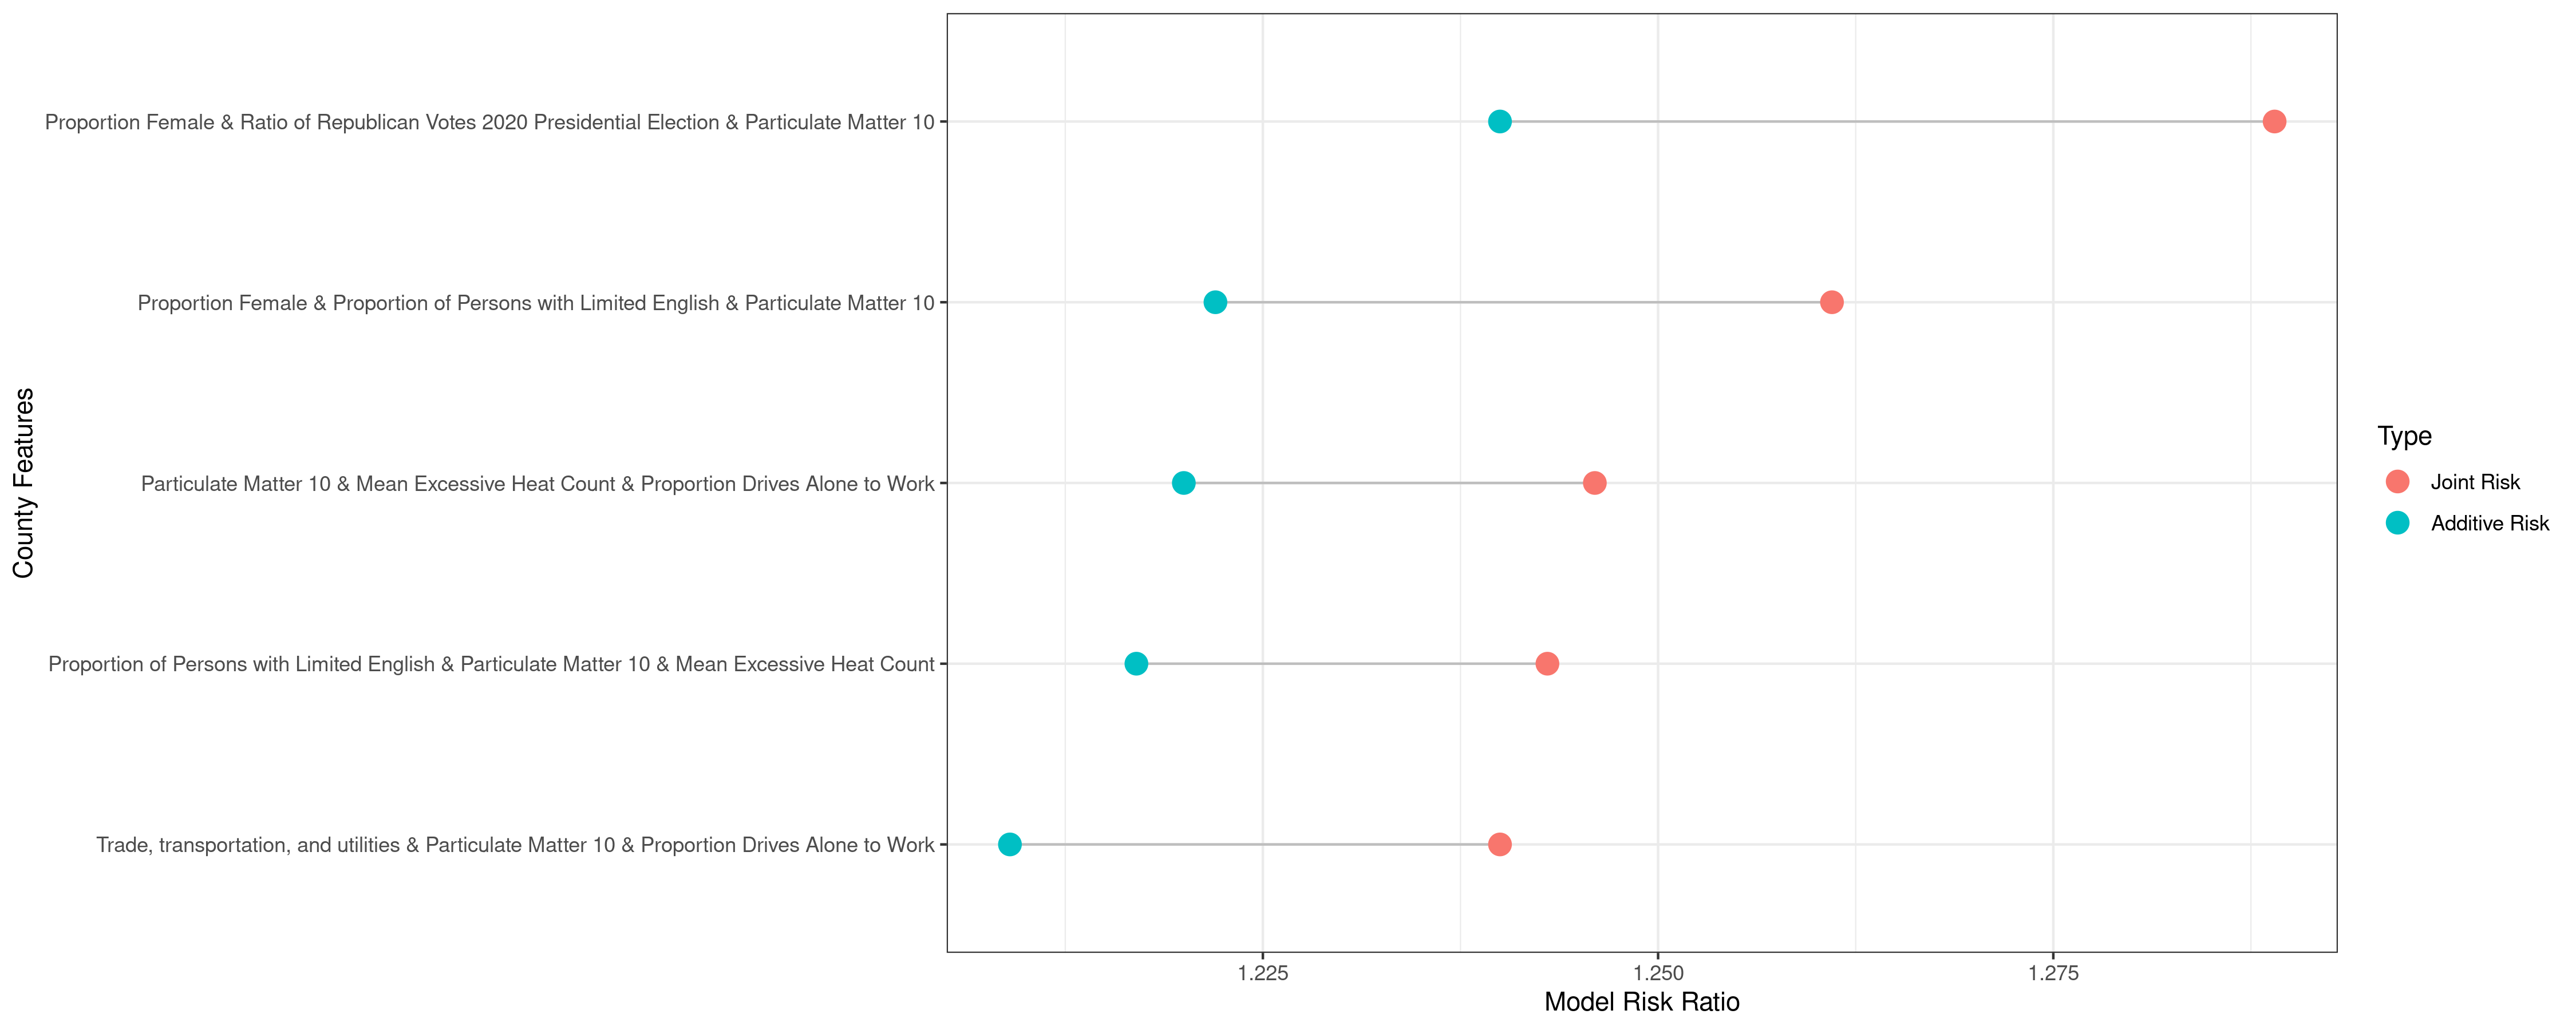 Proportion Female & Ratio of Republican Votes 2020 Presidential Election & Particulate Matter 10
Proportion Female & Proportion of Persons with Limited English & Particulate Matter 10
Particulate Matter 10 & Mean Excessive Heat Count & Proportion Drives Alone to Work
Proportion of Persons with Limited English & Particulate Matter 10 & Mean Excessive Heat Count
Trade, transportation, and utilities & Particulate Matter 10 & Proportion Drives Alone to Work
County Features
1.225
1.250
1.275
Model Risk Ratio
Type
Joint Risk
Additive Risk